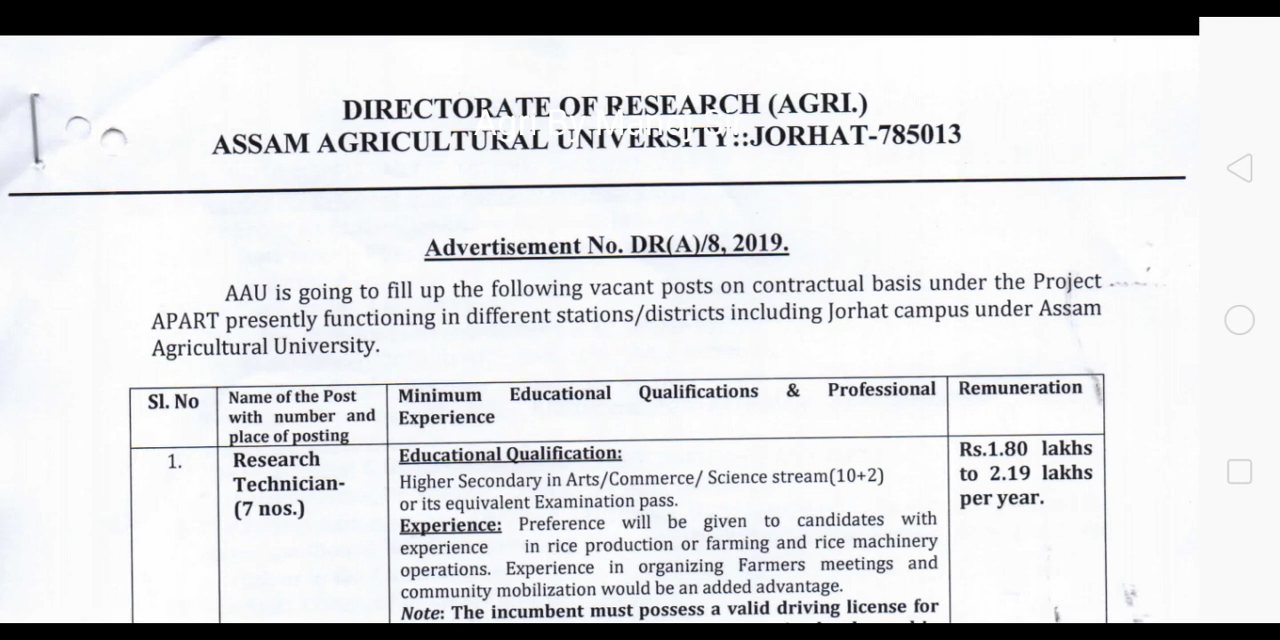 DIRECTORATE OF RESEARCH (AGRI.)
ASSAM AGRICULTURAL UNIVERSITY::JORHAT-785013
Advertisement No. DR(A)/8, 2019.
AAU is going to fill up the following vacant posts on contractual basis under the Project
APART presently functioning in different stations/districts including Jorhat campus under Assam
Agricultural University.
Sl. No
Name of the Post
with number and
place of posting
Minimum Educational Qualifications & Professional
Experience
Remuneration
1.
Research
Technician-
(7 nos.)
Educational Qualification:
Higher Secondary in Arts/Commerce/ Science stream(10+2)
or its equivalent Examination pass.
Experience: Preference will be given to candidates with
experience in rice production or farming and rice machinery
operations. Experience in organizing Farmers meetings and
community mobilization would be an added advantage.
Note: The incumbent must possess a valid driving license for
Rs.1.80 lakhs
to 2.19 lakhs
per year.